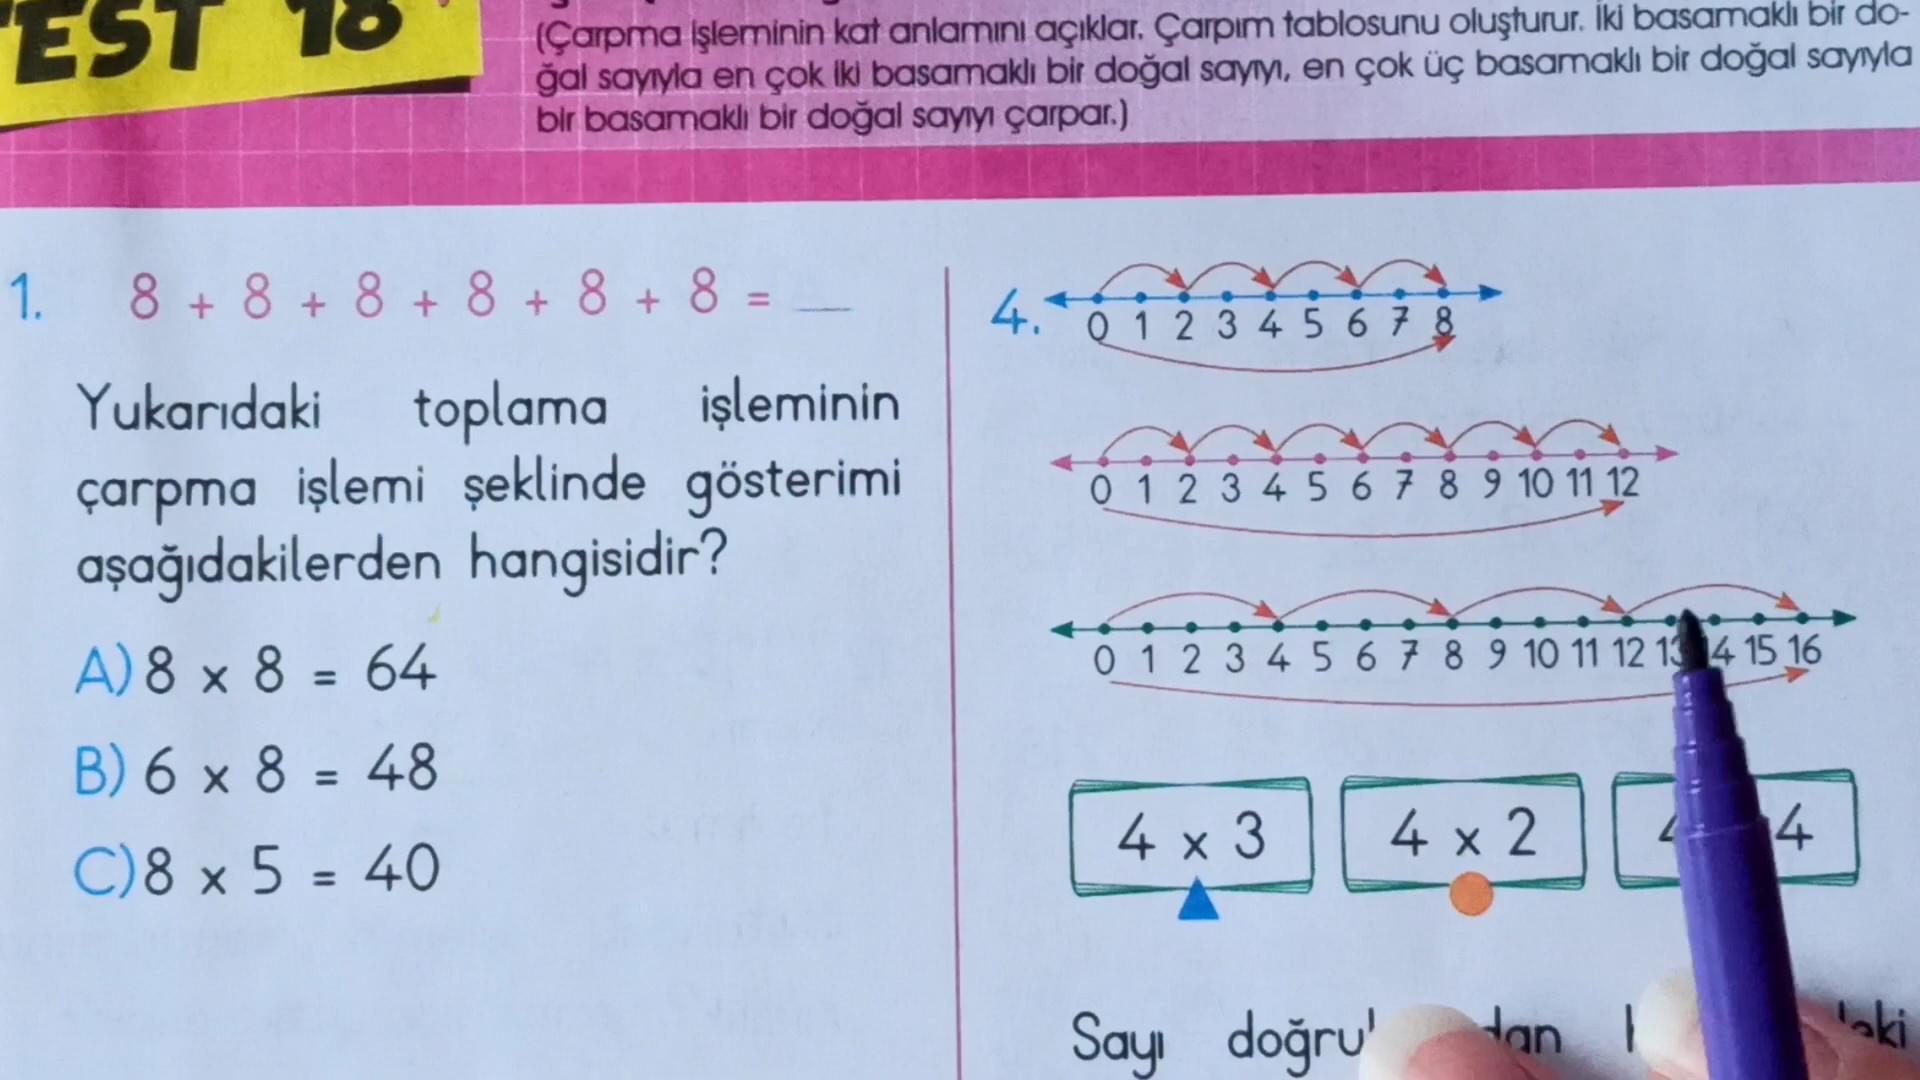 TEST 18
(Çarpma işleminin kat anlamını açıklar. Çarpım tablosunu oluşturur. İki basamaklı bir do-
ğal sayıyla en çok iki basamaklı bir doğal sayıyı, en çok üç basamaklı bir doğal sayıyla
bir basamaklı bir doğal sayıyı çarpar.)
1. 8 + 8 + 8 + 8 + 8 + 8 = __
Yukarıdaki toplama işleminin
çarpma işlemi şeklinde gösterimi
aşağıdakilerden hangisidir?
A) 8 x 8 = 64
B) 6 x 8 = 48
C) 8 x 5 = 40
4.
0 1 2 3 4 5 6 7 8
0 1 2 3 4 5 6 7 8 9 10 11 12
0 1 2 3 4 5 6 7 8 9 10 11 12 13 14 15 16
4 x 3
4 x 2
4
Sayı